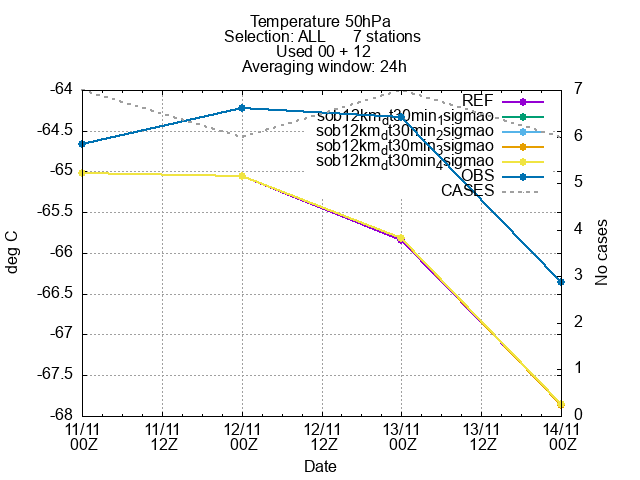 Temperature 50hPa
Selection: ALL 7 stations
Used 00 + 12
Averaging window: 24h
REF
sob12km_dt30min_1sigmao
sob12km_dt30min_2sigmao
sob12km_dt30min_3sigmao
sob12km_dt30min_4sigmao
OBS
CASES
deg C
-64
-64.5
-65
-65.5
-66
-66.5
-67
-67.5
-68
No cases
7
6
5
4
3
2
1
0
11/11 00Z
11/11 12Z
12/11 00Z
12/11 12Z
13/11 00Z
13/11 12Z
14/11 00Z
Date